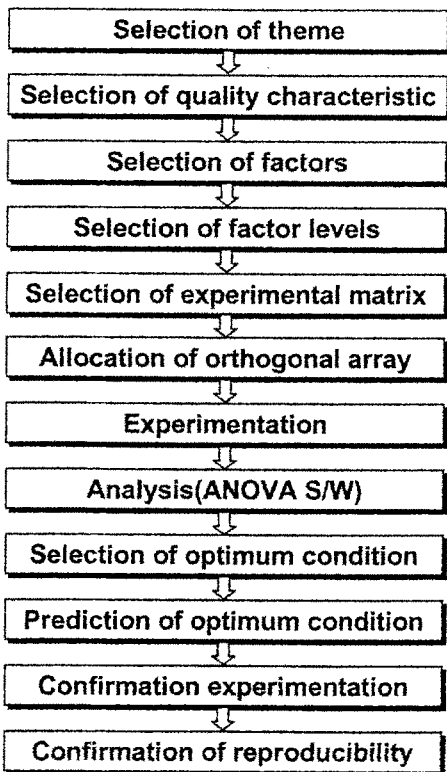 Selection of theme
Selection of quality characteristic
Selection of factors
Selection of factor levels
Selection of experimental matrix
Allocation of orthogonal array
Experimentation
Analysis(ANOVA S/W)
Selection of optimum condition
Prediction of optimum condition
Confirmation experimentation
Confirmation of reproducibility